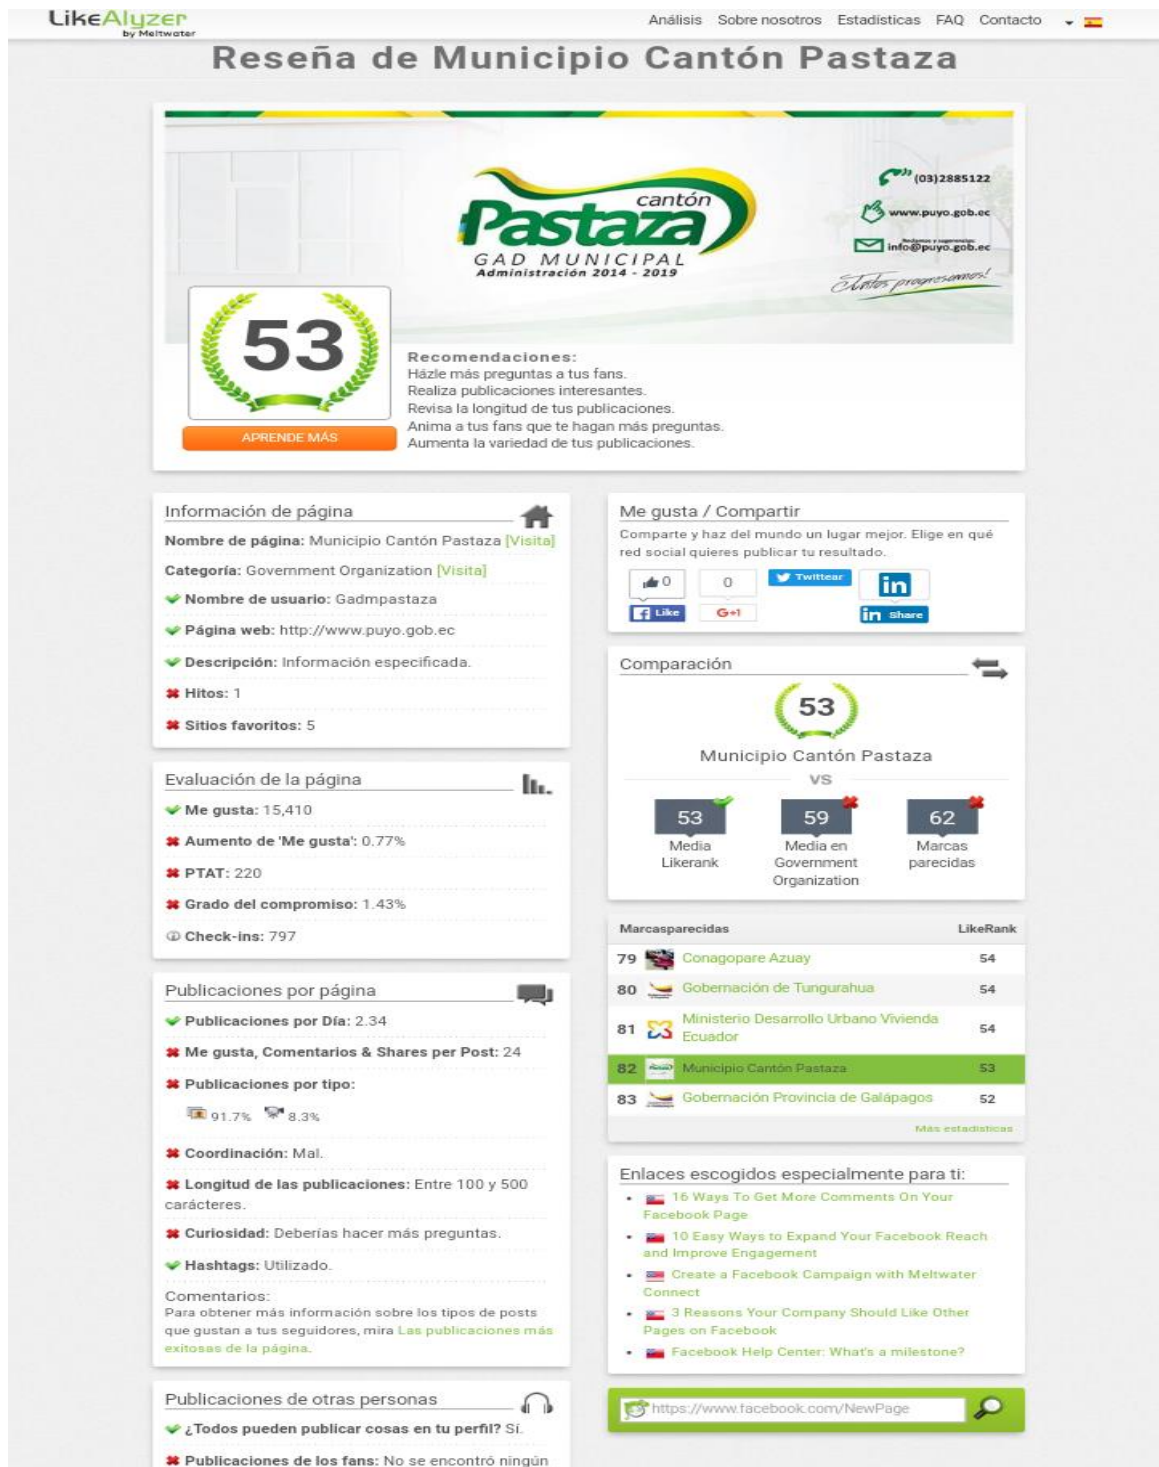 LikeAlyzer
by Meltwater
Análisis Sobre nosotros Estadísticas FAQ Contacto
Reseña de Municipio Cantón Pastaza
cantón
Pastaza
GAD MUNICIPAL
Administración 2014 - 2019
(03)2885122
www.puyo.gob.ec
info@puyo.gob.ec
Juntos progresamos!
53
APRENDE MÁS
Recomendaciones:
Házle más preguntas a tus fans.
Realiza publicaciones interesantes.
Revisa la longitud de tus publicaciones.
Anima a tus fans que te hagan más preguntas.
Aumenta la variedad de tus publicaciones.
Información de página
Nombre de página: Municipio Cantón Pastaza [Visita]
Categoría: Government Organization [Visita]
Nombre de usuario: Gadmpastaza
Página web: http://www.puyo.gob.ec
Descripción: Información especificada.
Hitos: 1
Sitios favoritos: 5
Evaluación de la página
Me gusta: 15,410
Aumento de 'Me gusta': 0.77%
PTAT: 220
Grado del compromiso: 1.43%
Check-ins: 797
Publicaciones por página
Publicaciones por Día: 2.34
Me gusta, Comentarios & Shares per Post: 24
Publicaciones por tipo:
91.7% 8.3%
Coordinación: Mal.
Longitud de las publicaciones: Entre 100 y 500
carácteres.
Curiosidad: Deberías hacer más preguntas.
Hashtags: Utilizado.
Comentarios:
Para obtener más información sobre los tipos de posts
que gustan a tus seguidores, mira Las publicaciones más
exitosas de la página.
Publicaciones de otras personas
¿Todos pueden publicar cosas en tu perfil? Sí.
Publicaciones de los fans: No se encontró ningún
Me gusta / Compartir
Comparte y haz del mundo un lugar mejor. Elige en qué
red social quieres publicar tu resultado.
0 0 Twittear in
Like G+1 in Share
Comparación
53
Municipio Cantón Pastaza
VS
53 59 62
Media Media en Marcas
Likerank Government parecidas
Organization
Marcasparecidas LikeRank
79 Conagopare Azuay 54
80 Gobernación de Tungurahua 54
81 Ministerio Desarrollo Urbano Vivienda
Ecuador 54
82 Municipio Cantón Pastaza 53
83 Gobernación Provincia de Galápagos 52
Más estadísticas
Enlaces escogidos especialmente para ti:
16 Ways To Get More Comments On Your
Facebook Page
10 Easy Ways to Expand Your Facebook Reach
and Improve Engagement
Create a Facebook Campaign with Meltwater
Connect
3 Reasons Your Company Should Like Other
Pages on Facebook
Facebook Help Center: What's a milestone?
https://www.facebook.com/NewPage